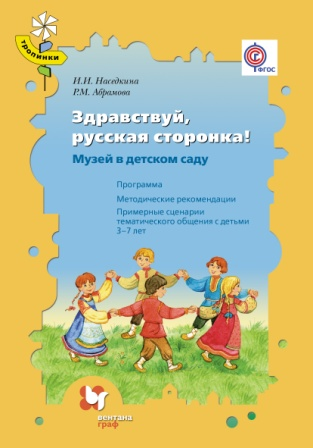 тропинки
И.И. Наседкина
Р.М. Абрамова
ФГОС
Здравствуй,
русская сторонка!
Музей в детском саду
Программа
Методические рекомендации
Примерные сценарии
тематического общения с детьми
3–7 лет
вентана
граф